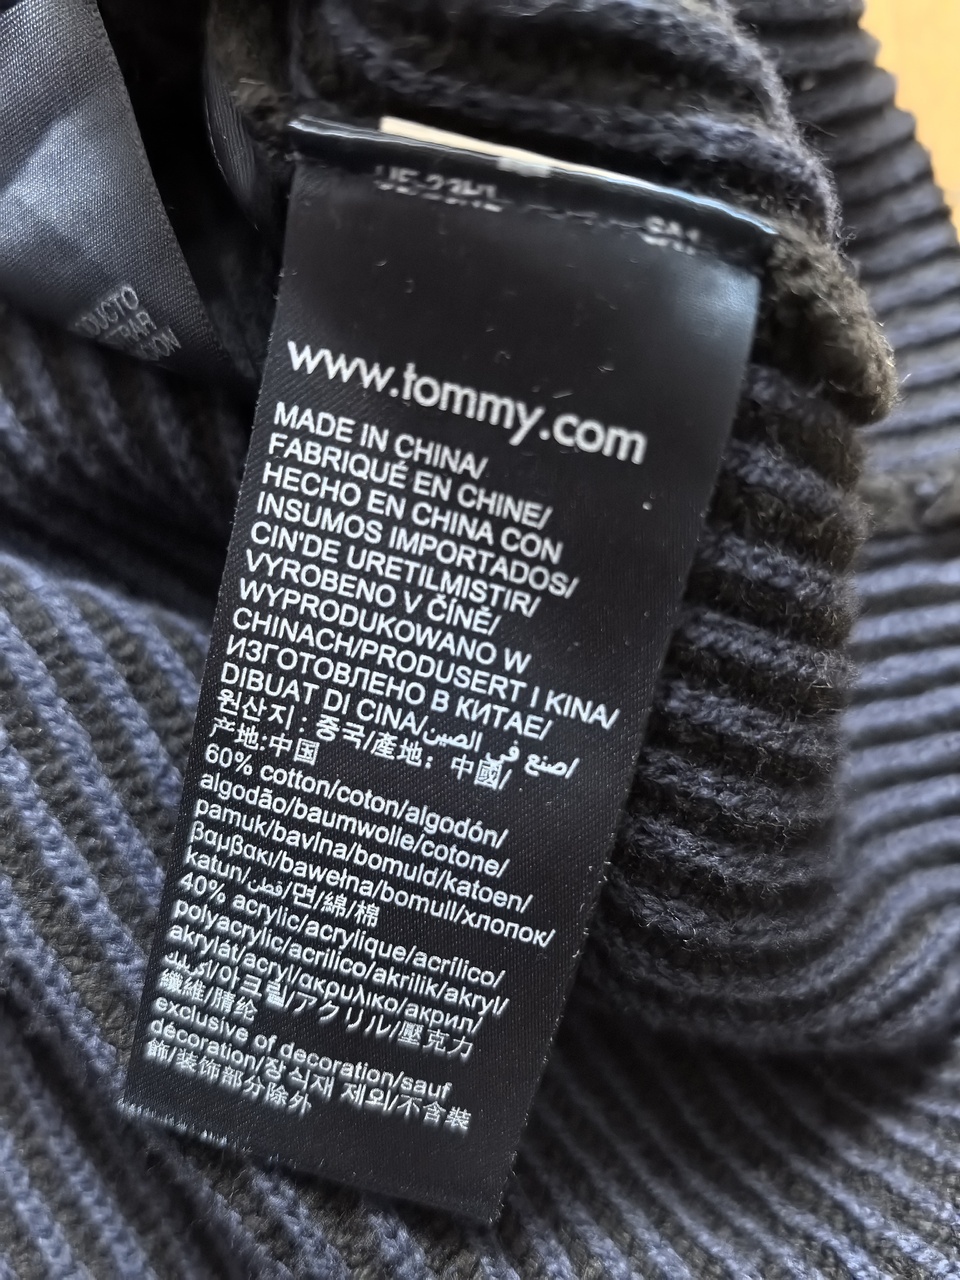 DUCTO
www.tommy.com
MADE IN CHINA/
FABRIQUÉ EN CHINE/
HECHO EN CHINA CON
INSUMOS IMPORTADOS/
CIN'DE URETILMISTIR/
VYROBENO V ČÍNĚ/
WYPRODUKOWANO W
CHINACH/PRODUSERT I KINA/
ИЗГОТОВЛЕНО В КИТАЕ/
DIBUAT DI CINA/صنع في الصين/
원산지 : 중국/產地: 中國/
产地:中国
60% cotton/coton/algodón/
algodão/baumwolle/cotone/
pamuk/bavlna/bomuld/katoen/
βαμβακι/bawełna/bomull/хлопок/
katun/قطن/면/綿/棉
40% acrylic/acrylique/acrílico/
polyacrylic/acrilico/akrilik/akryl/
akrylát/acryl/ακρυλικο/акрил/
اكريليك/아크릴/アクリル/壓克力
纖維/腈纶
exclusive of decoration/sauf
décoration/장식재 제외/不含裝
飾/装饰部分除外